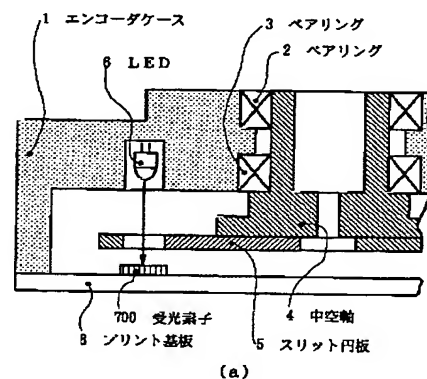 1 エンコーダケース
3 ベアリング
2 ベアリング
6 LED
700 受光素子
4 中空軸
8 プリント基板
5 スリット円板
(a)